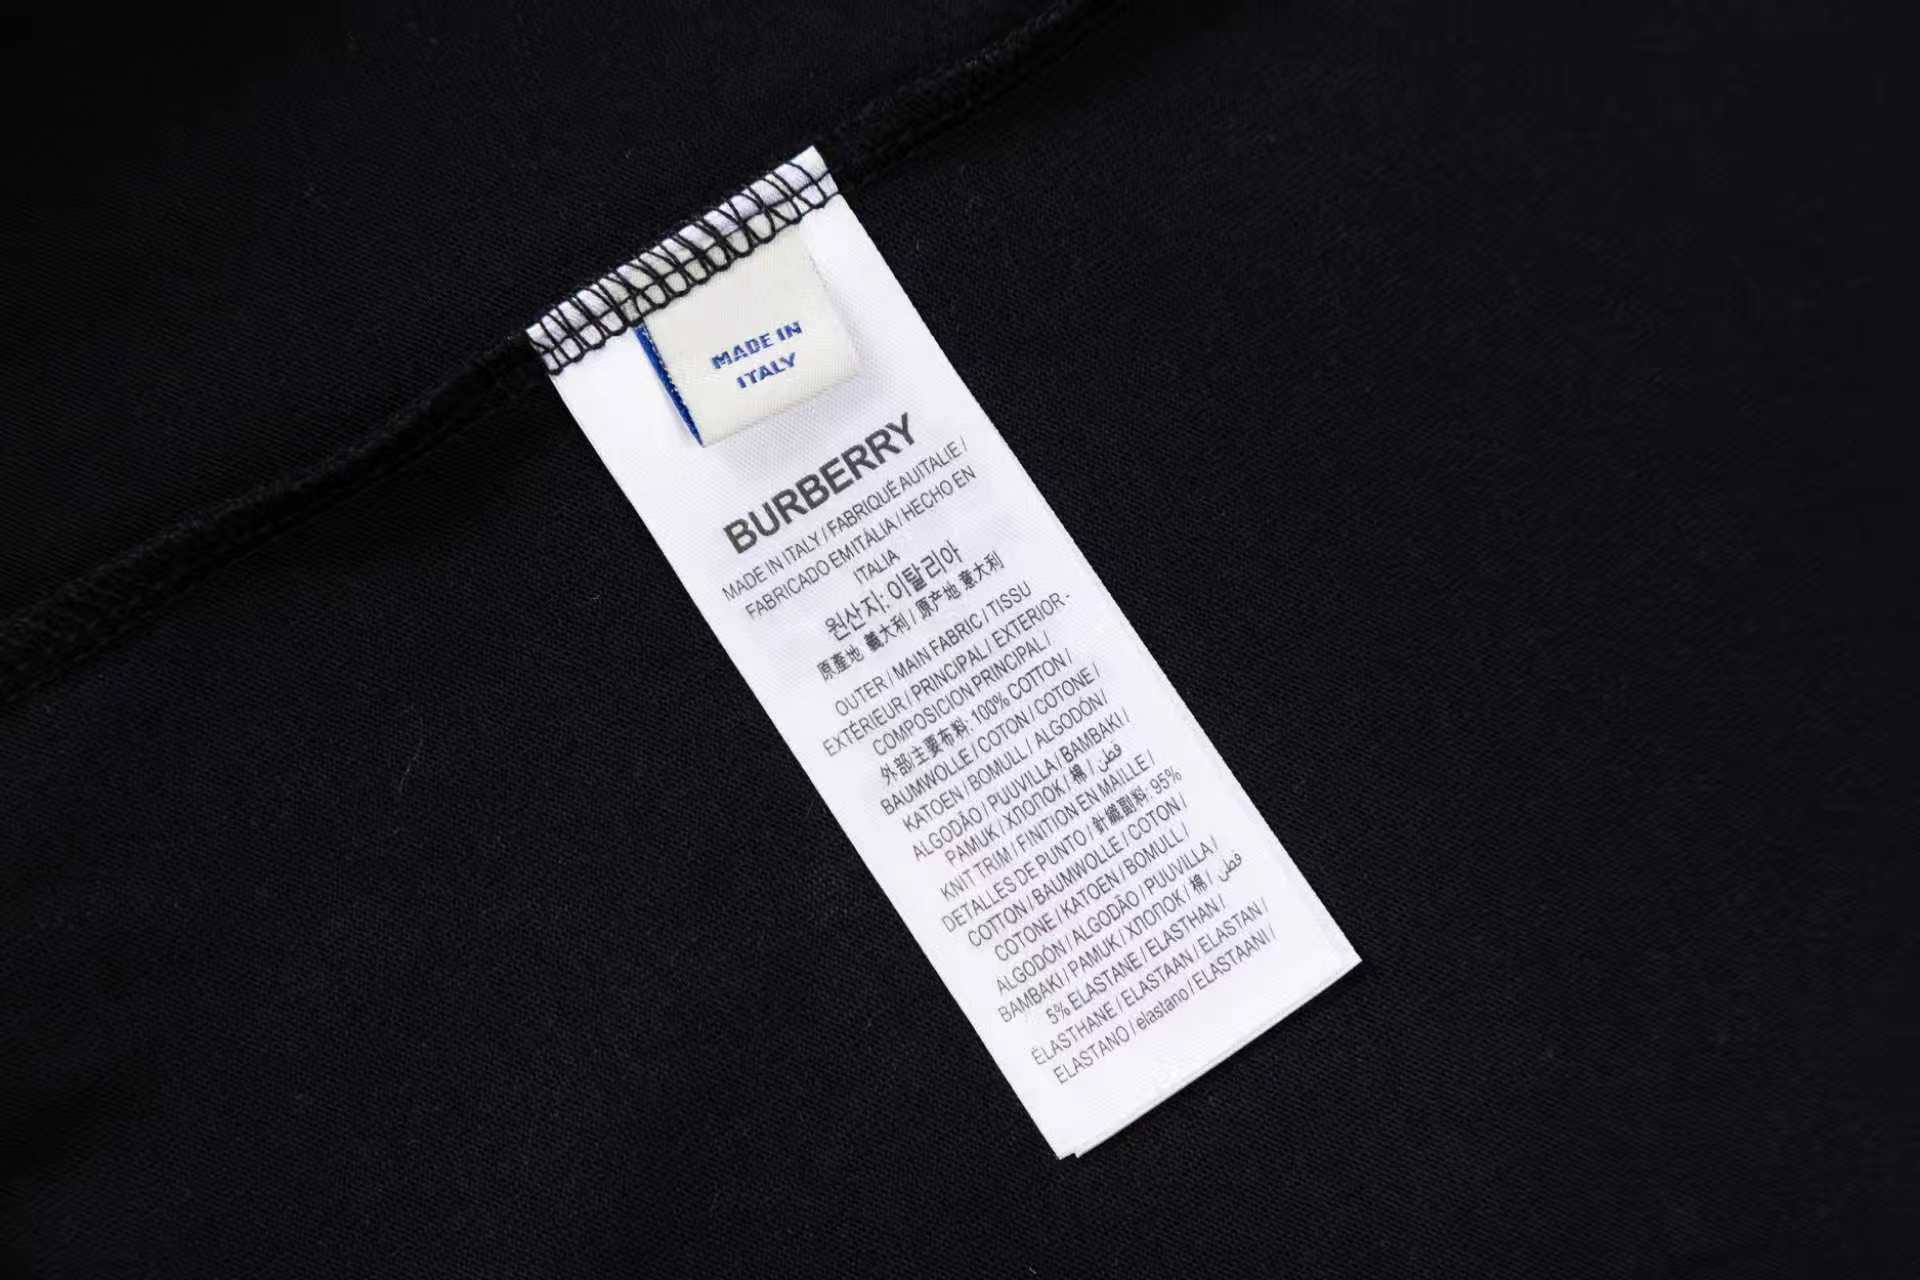 MADE IN
ITALY
BURBERRY
MADE IN ITALY / FABRIQUÉ AUITALIE /
FABRICADO EMITÁLIA / HECHO EN
ITALIA
원산지: 이탈리아
原產地 義大利 / 原产地 意大利
OUTER / MAIN FABRIC / TISSU
EXTÉRIEUR / PRINCIPAL / EXTERIOR -
COMPOSICION PRINCIPAL /
外部/主要布料: 100% COTTON /
BAUMWOLLE / COTON / COTONE /
KATOEN / BOMULL / ALGODÓN /
ALGODÃO / PUUVILLA / BAMBAKI /
PAMUK / ХЛОПОК / 棉 / قطن
KNIT TRIM / FINITION EN MAILLE /
DETALLES DE PUNTO / 針織副料: 95%
COTTON / BAUMWOLLE / COTON /
COTONE / KATOEN / BOMULL /
ALGODÓN / ALGODÃO / PUUVILLA /
BAMBAKI / PAMUK / ХЛОПОК / 棉 / قطن
5% ELASTANE / ELASTHAN /
ÉLASTHANE / ELASTAAN / ELASTAN /
ELASTANO / elastano / ELASTAANI /